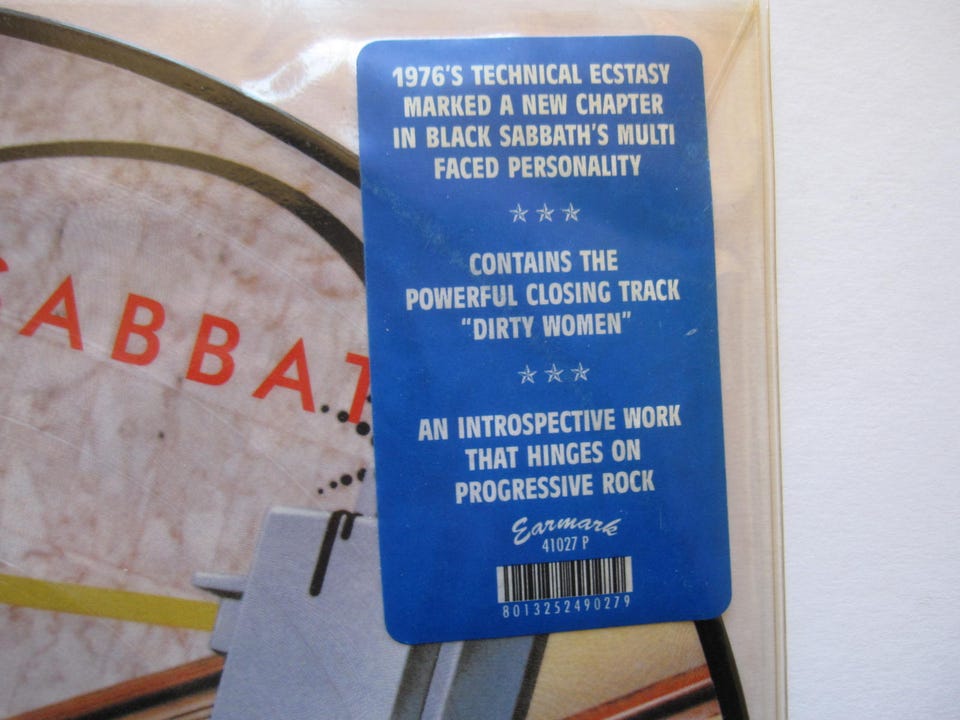 SABBAT
1976'S TECHNICAL ECSTASY
MARKED A NEW CHAPTER
IN BLACK SABBATH'S MULTI
FACED PERSONALITY
CONTAINS THE
POWERFUL CLOSING TRACK
"DIRTY WOMEN"
AN INTROSPECTIVE WORK
THAT HINGES ON
PROGRESSIVE ROCK
Earmark
41027 P
8013252490279